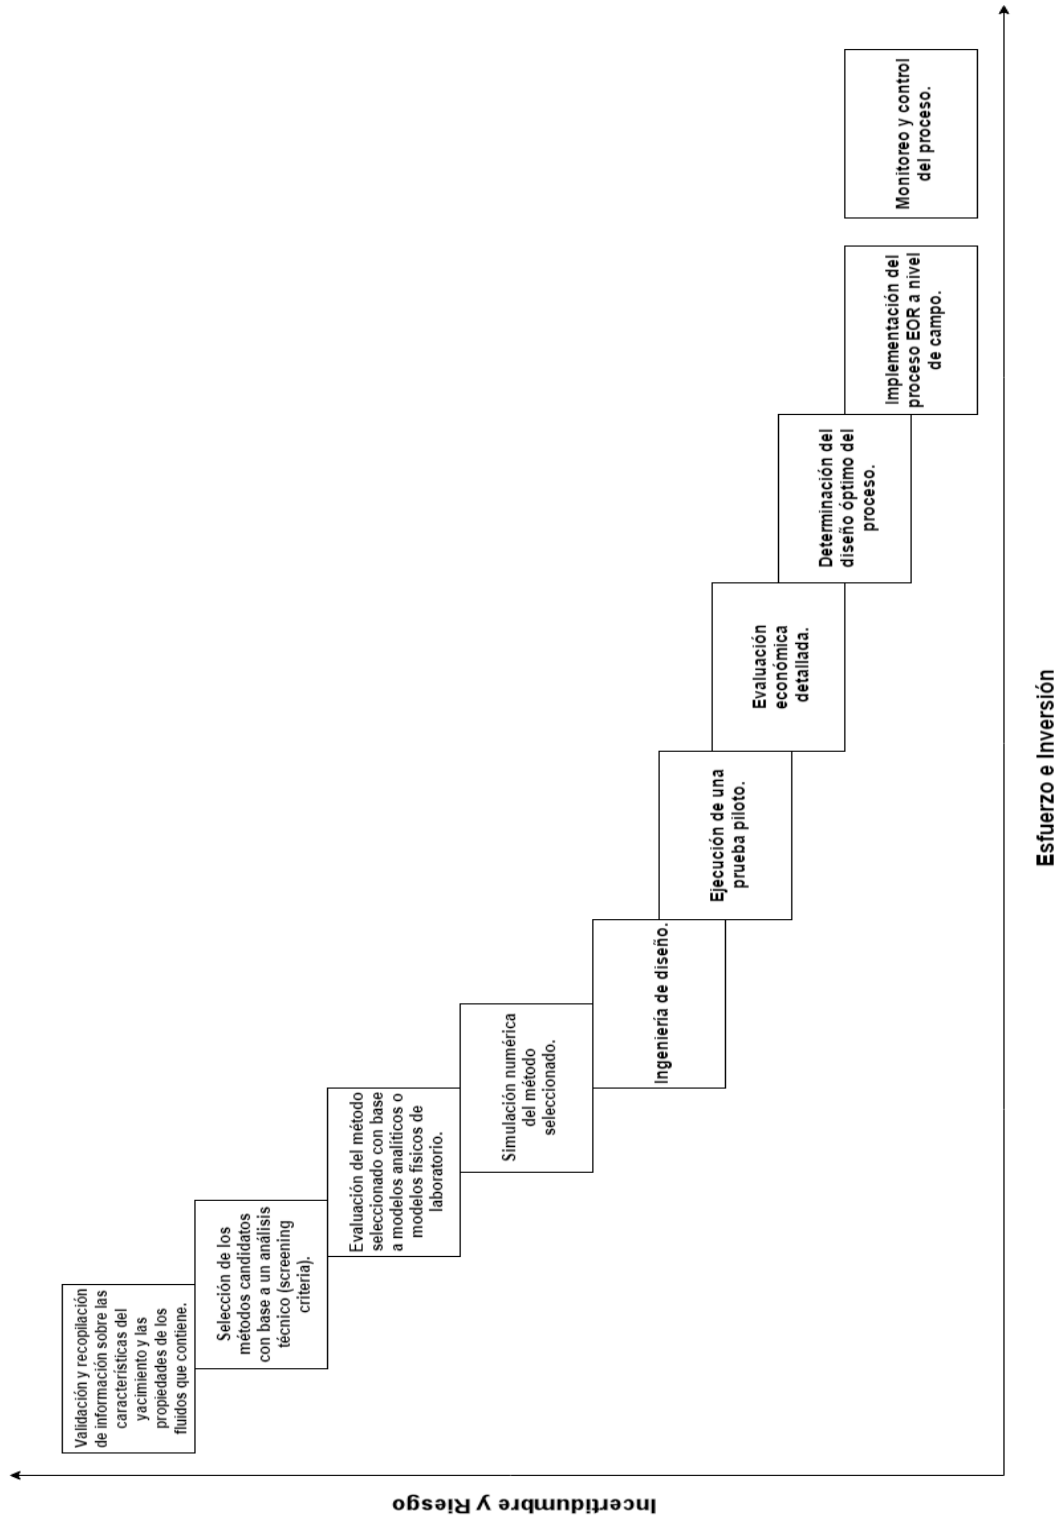 Incertidumbre y Riesgo
Validación y recopilación
de información sobre las
características del
yacimiento y las
propiedades de los
fluidos que contiene.
Selección de los
métodos candidatos
con base a un análisis
técnico (screening
criteria).
Evaluación del método
seleccionado con base
a modelos analíticos o
modelos físicos de
laboratorio.
Simulación numérica
del método
seleccionado.
Ingeniería de diseño.
Ejecución de una
prueba piloto.
Evaluación
económica
detallada.
Determinación del
diseño óptimo del
proceso.
Implementación del
proceso EOR a nivel
de campo.
Monitoreo y control
del proceso.
Esfuerzo e Inversión